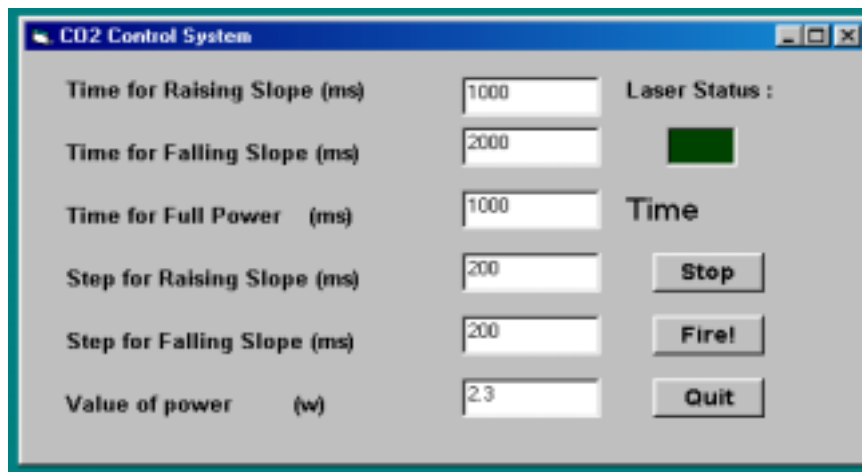 CO2 Control System
Time for Raising Slope (ms) 1000 Laser Status :
Time for Falling Slope (ms) 2000
Time for Full Power (ms) 1000 Time
Step for Raising Slope (ms) 200 Stop
Step for Falling Slope (ms) 200 Fire!
Value of power (w) 2.3 Quit